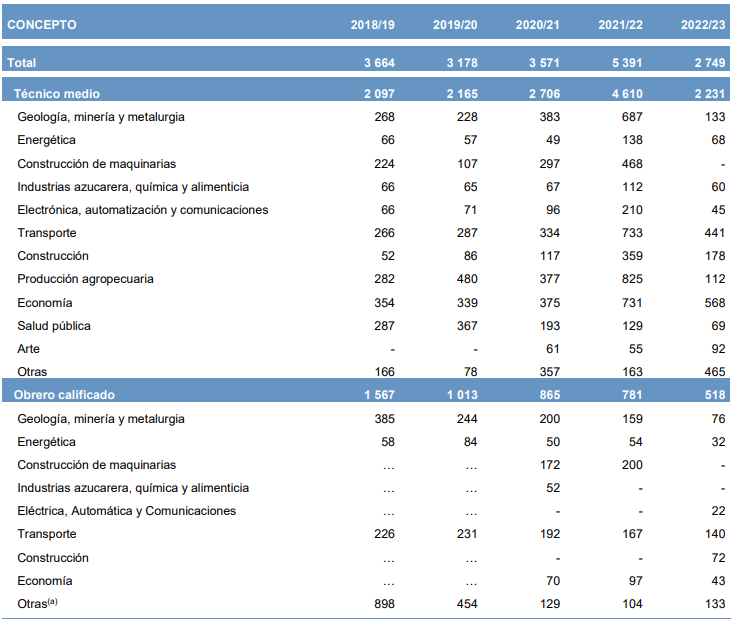 CONCEPTO 2018/19 2019/20 2020/21 2021/22 2022/23
Total 3 664 3 178 3 571 5 391 2 749
Técnico medio 2 097 2 165 2 706 4 610 2 231
Geología, minería y metalurgia 268 228 383 687 133
Energética 66 57 49 138 68
Construcción de maquinarias 224 107 297 468 -
Industrias azucarera, química y alimenticia 66 65 67 112 60
Electrónica, automatización y comunicaciones 66 71 96 210 45
Transporte 266 287 334 733 441
Construcción 52 86 117 359 178
Producción agropecuaria 282 480 377 825 112
Economía 354 339 375 731 568
Salud pública 287 367 193 129 69
Arte - - 61 55 92
Otras 166 78 357 163 465
Obrero calificado 1 567 1 013 865 781 518
Geología, minería y metalurgia 385 244 200 159 76
Energética 58 84 50 54 32
Construcción de maquinarias … … 172 200 -
Industrias azucarera, química y alimenticia … … 52 - -
Eléctrica, Automática y Comunicaciones … … - - 22
Transporte 226 231 192 167 140
Construcción … … - - 72
Economía … … 70 97 43
Otras(a) 898 454 129 104 133